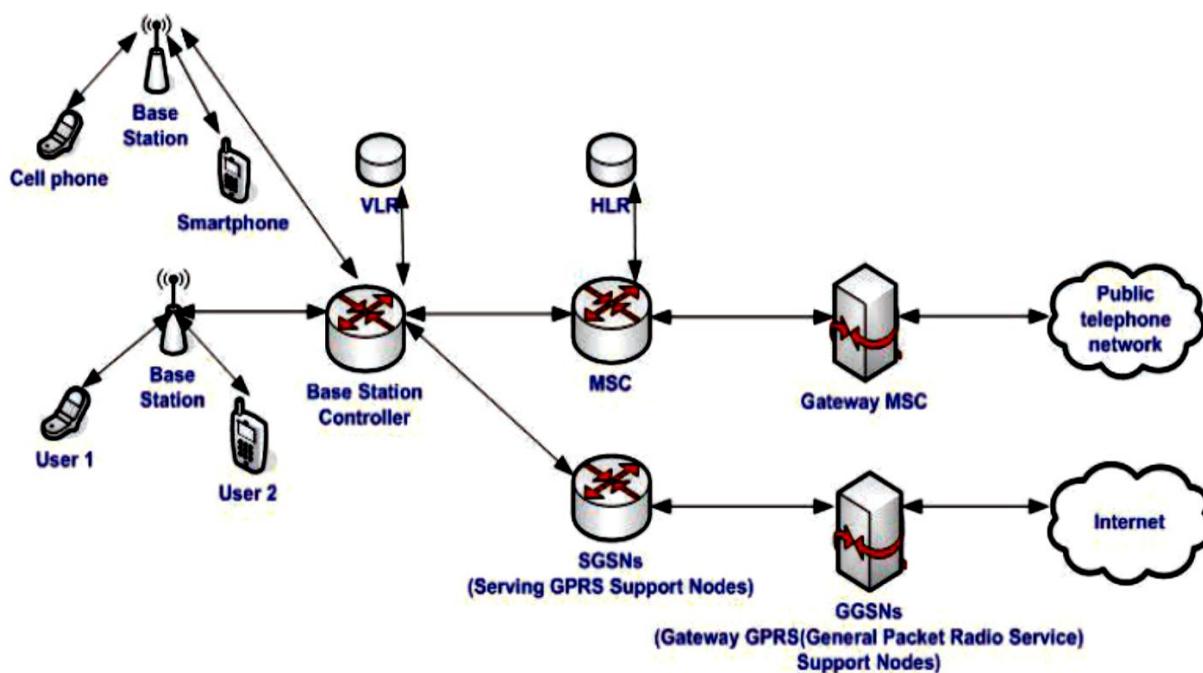 Base
Station
Cell phone
Smartphone
VLR
HLR
Base
Station
User 1
User 2
Base Station
Controller
MSC
Gateway MSC
Public
telephone
network
SGSNs
(Serving GPRS Support Nodes)
GGSNs
(Gateway GPRS(General Packet Radio Service)
Support Nodes)
Internet